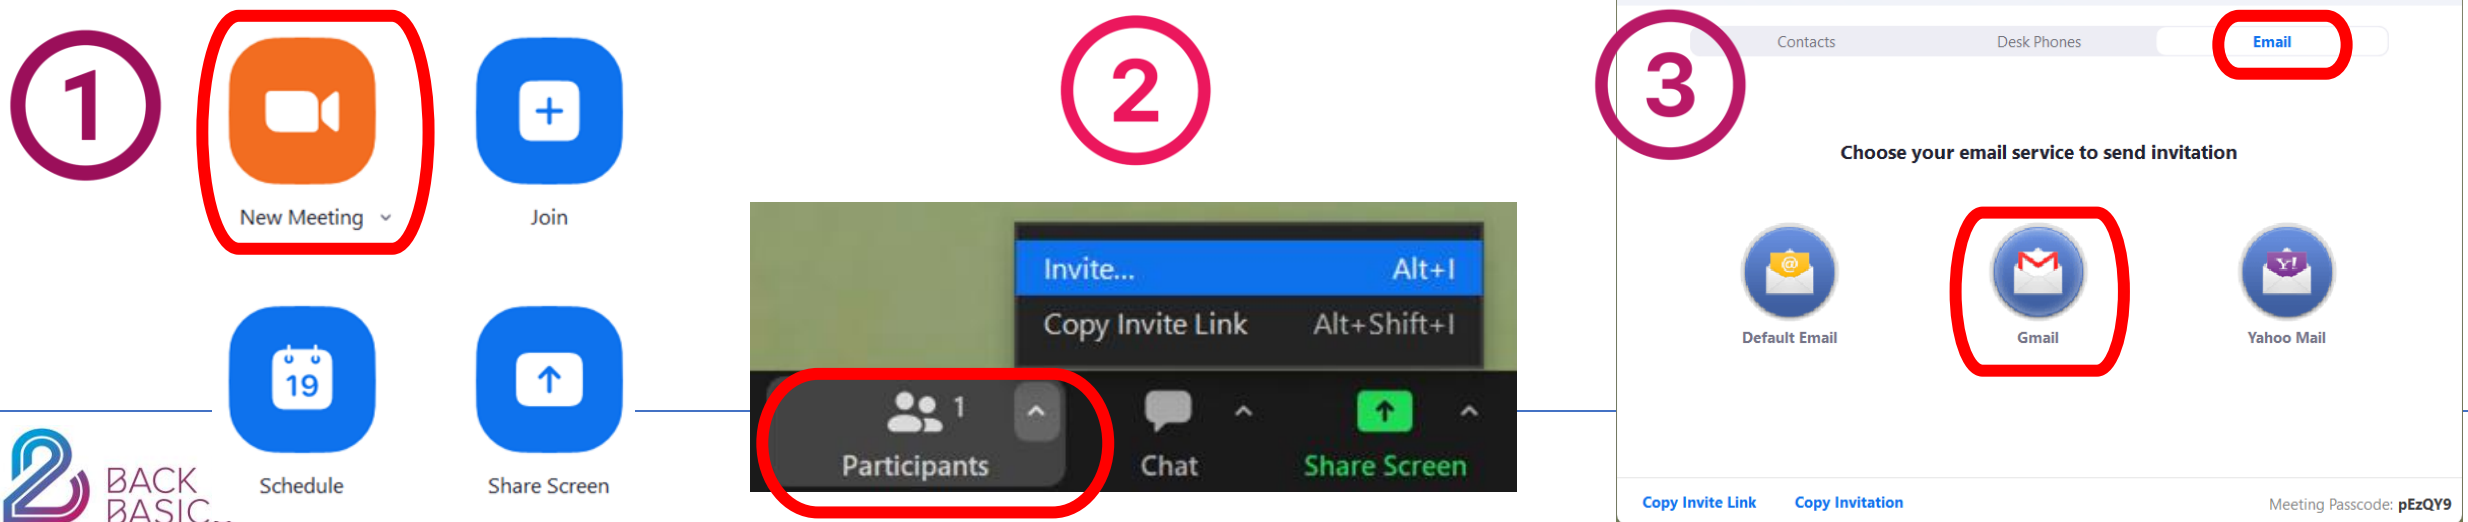 1
New Meeting
Join
19
Schedule
Share Screen
BACK
BASIC
2
Invite... Alt+I
Copy Invite Link Alt+Shift+I
1
Participants
Chat
Share Screen
3
Contacts Desk Phones Email
Choose your email service to send invitation
@
Y!
Default Email Gmail Yahoo Mail
Copy Invite Link Copy Invitation Meeting Passcode: pEzQY9